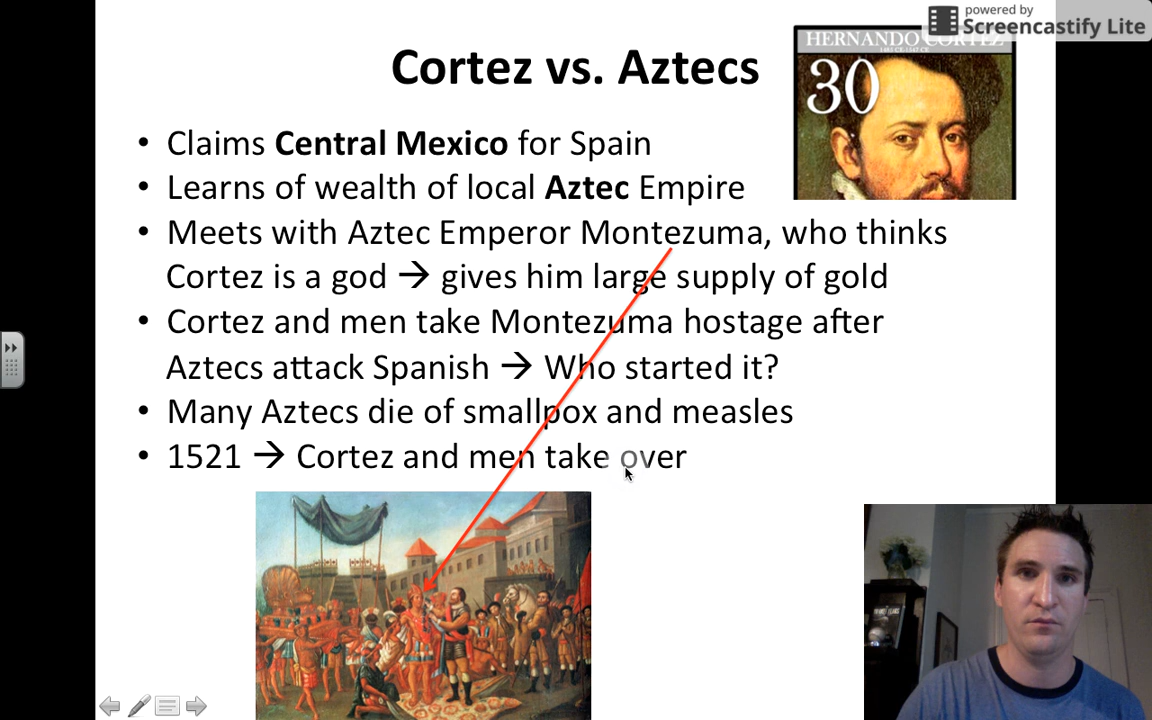 powered by
Screencastify Lite
Cortez vs. Aztecs
HERNANDO CORTEZ
30
• Claims Central Mexico for Spain
• Learns of wealth of local Aztec Empire
• Meets with Aztec Emperor Montezuma, who thinks
Cortez is a god → gives him large supply of gold
• Cortez and men take Montezuma hostage after
Aztecs attack Spanish → Who started it?
• Many Aztecs die of smallpox and measles
• 1521 → Cortez and men take over